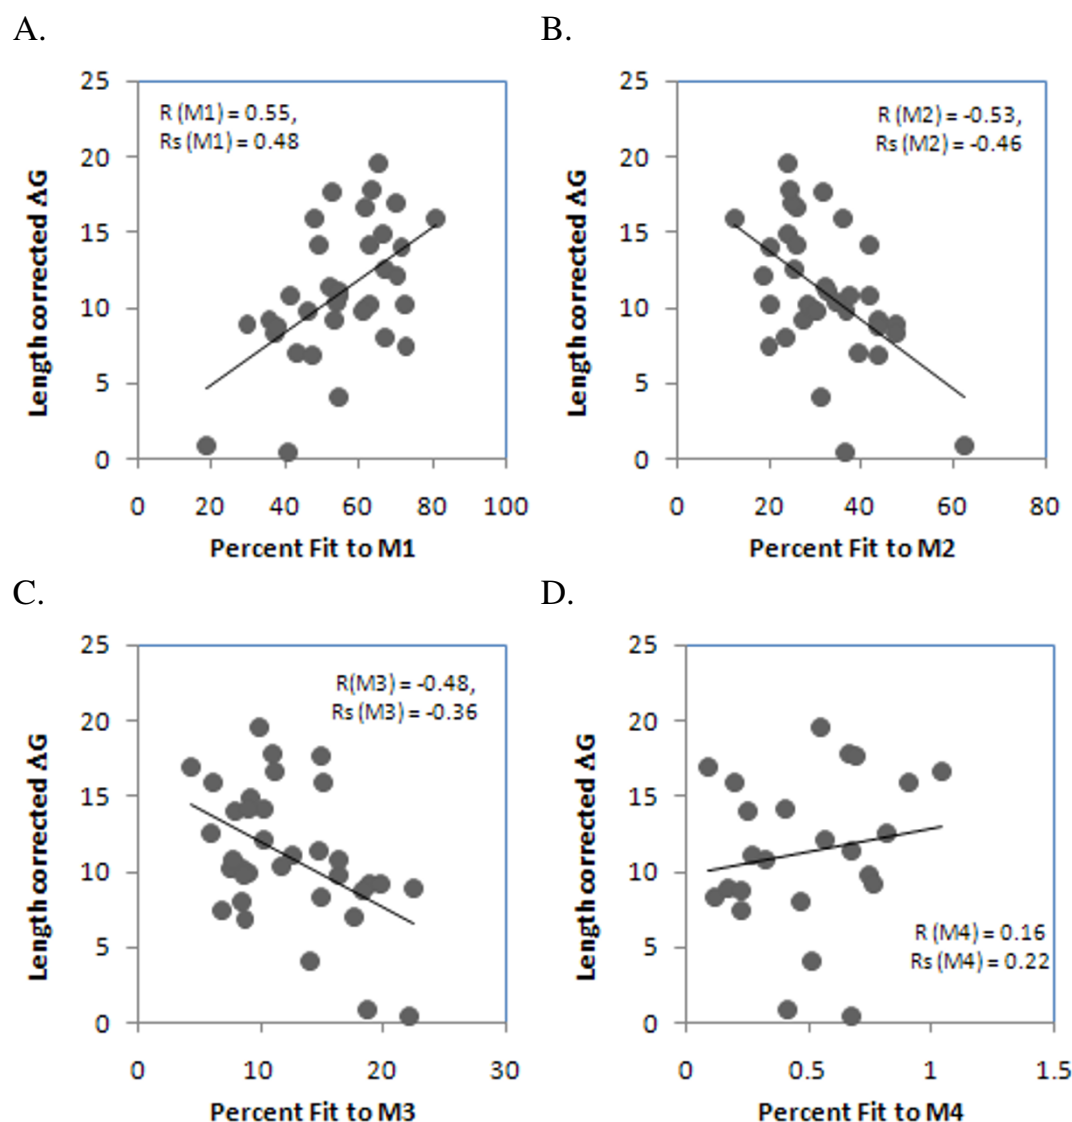 A.
B.
25
20
15
10
5
0
Length corrected ΔG
R (M1) = 0.55,
Rs (M1) = 0.48
0 20 40 60 80 100
Percent Fit to M1
25
20
15
10
5
0
Length corrected ΔG
R (M2) = -0.53,
Rs (M2) = -0.46
0 20 40 60 80
Percent Fit to M2
C.
D.
25
20
15
10
5
0
Length corrected ΔG
R(M3) = -0.48,
Rs (M3) = -0.36
0 10 20 30
Percent Fit to M3
25
20
15
10
5
0
Length corrected ΔG
R (M4) = 0.16
Rs (M4) = 0.22
0 0.5 1 1.5
Percent Fit to M4